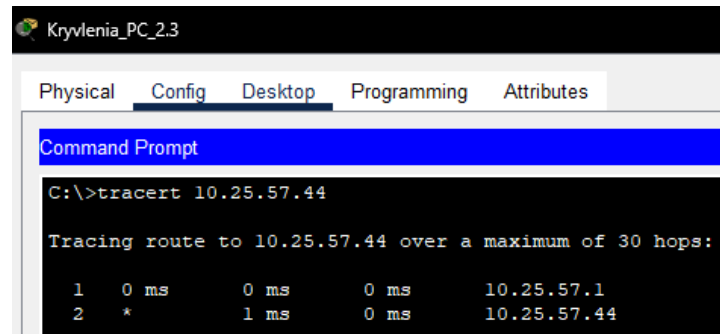 Kryvlenia_PC_2.3
Physical Config Desktop Programming Attributes
Command Prompt
C:\>tracert 10.25.57.44
Tracing route to 10.25.57.44 over a maximum of 30 hops:
1 0 ms 0 ms 0 ms 10.25.57.1
2 * 1 ms 0 ms 10.25.57.44